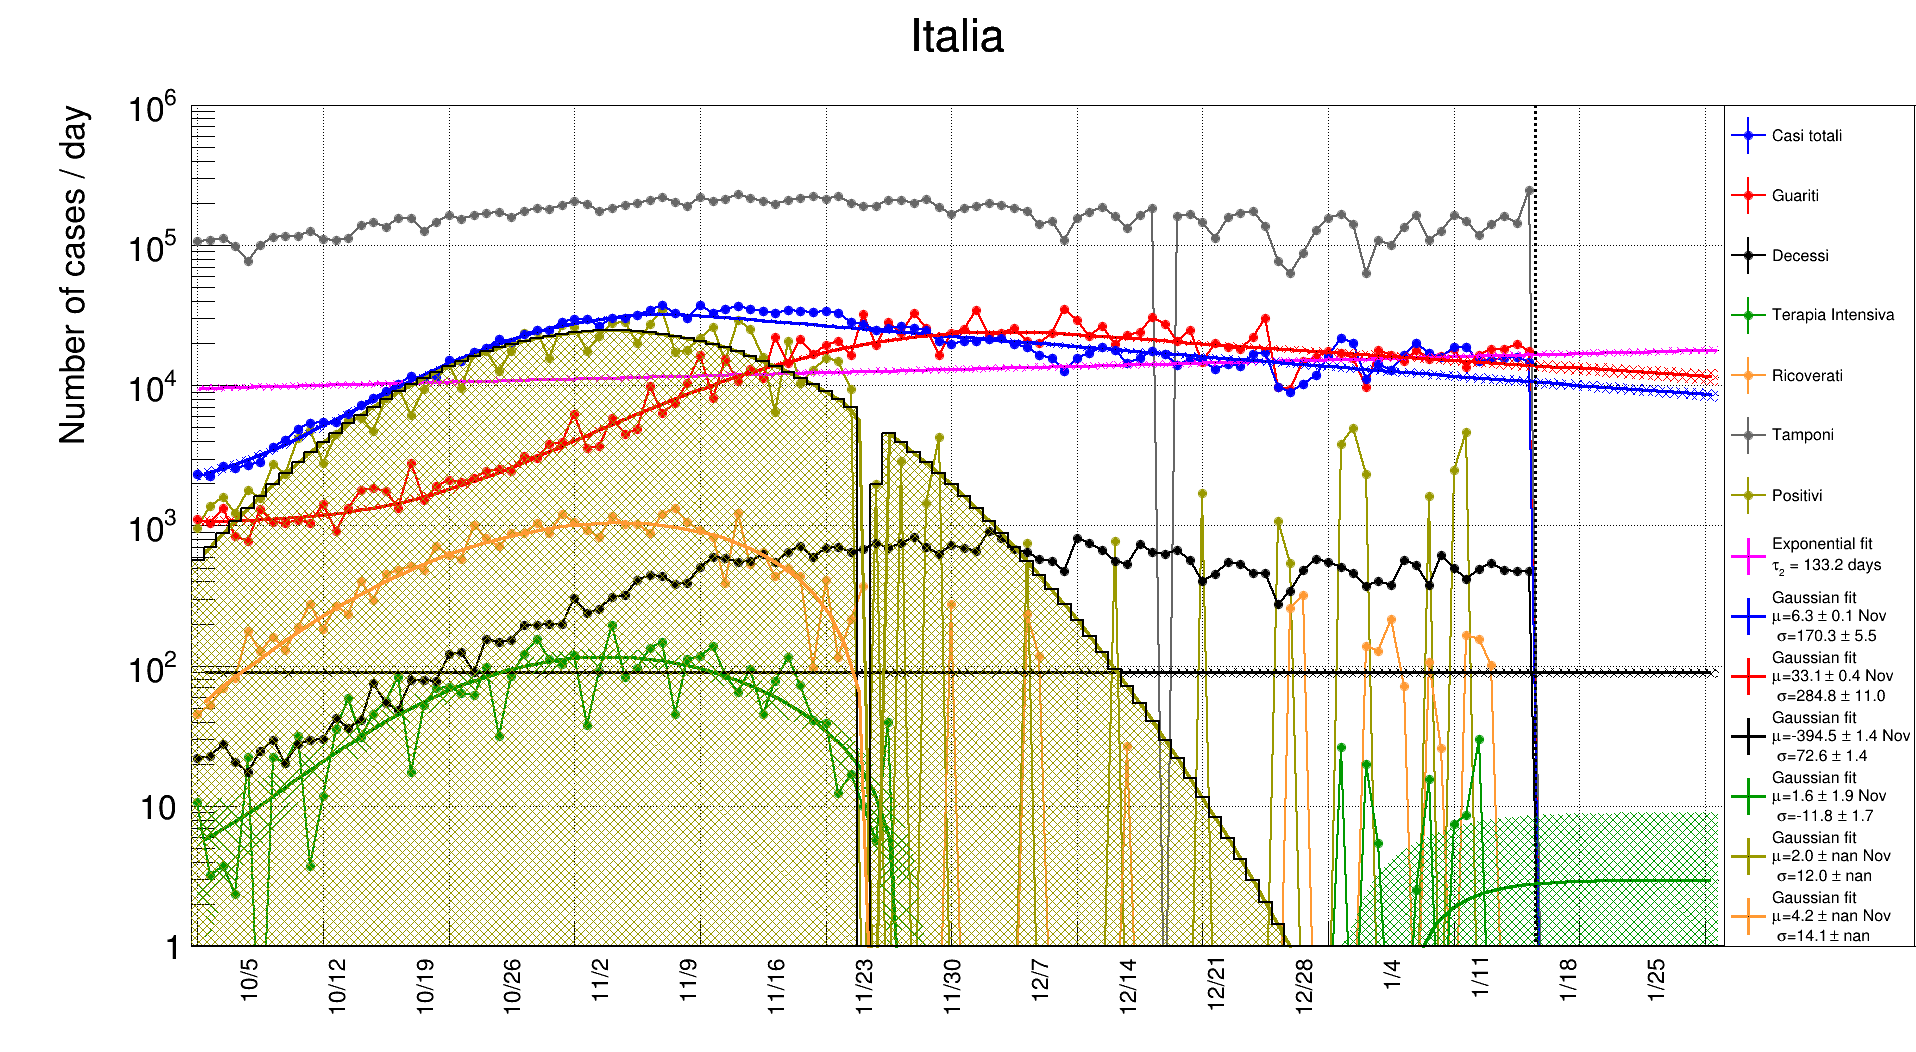 Italia
Number of cases / day
10^6
10^5
10^4
10^3
10^2
10
1
10/5
10/12
10/19
10/26
11/2
11/9
11/16
11/23
11/30
12/7
12/14
12/21
12/28
1/4
1/11
1/18
1/25
Casi totali
Guariti
Decessi
Terapia Intensiva
Ricoverati
Tamponi
Positivi
Exponential fit
τ₂ = 133.2 days
Gaussian fit
μ=6.3 ± 0.1 Nov
σ=170.3 ± 5.5
Gaussian fit
μ=33.1 ± 0.4 Nov
σ=284.8 ± 11.0
Gaussian fit
μ=-394.5 ± 1.4 Nov
σ=72.6 ± 1.4
Gaussian fit
μ=1.6 ± 1.9 Nov
σ=-11.8 ± 1.7
Gaussian fit
μ=2.0 ± nan Nov
σ=12.0 ± nan
Gaussian fit
μ=4.2 ± nan Nov
σ=14.1 ± nan